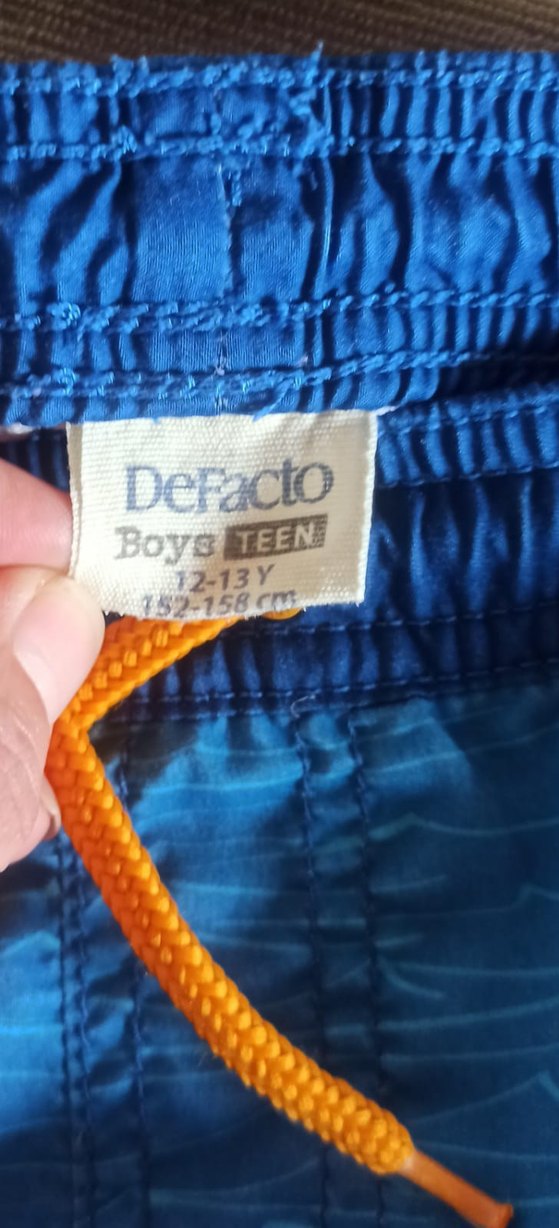 DeFacto
Boys TEEN
12-13 Y
152-158 cm